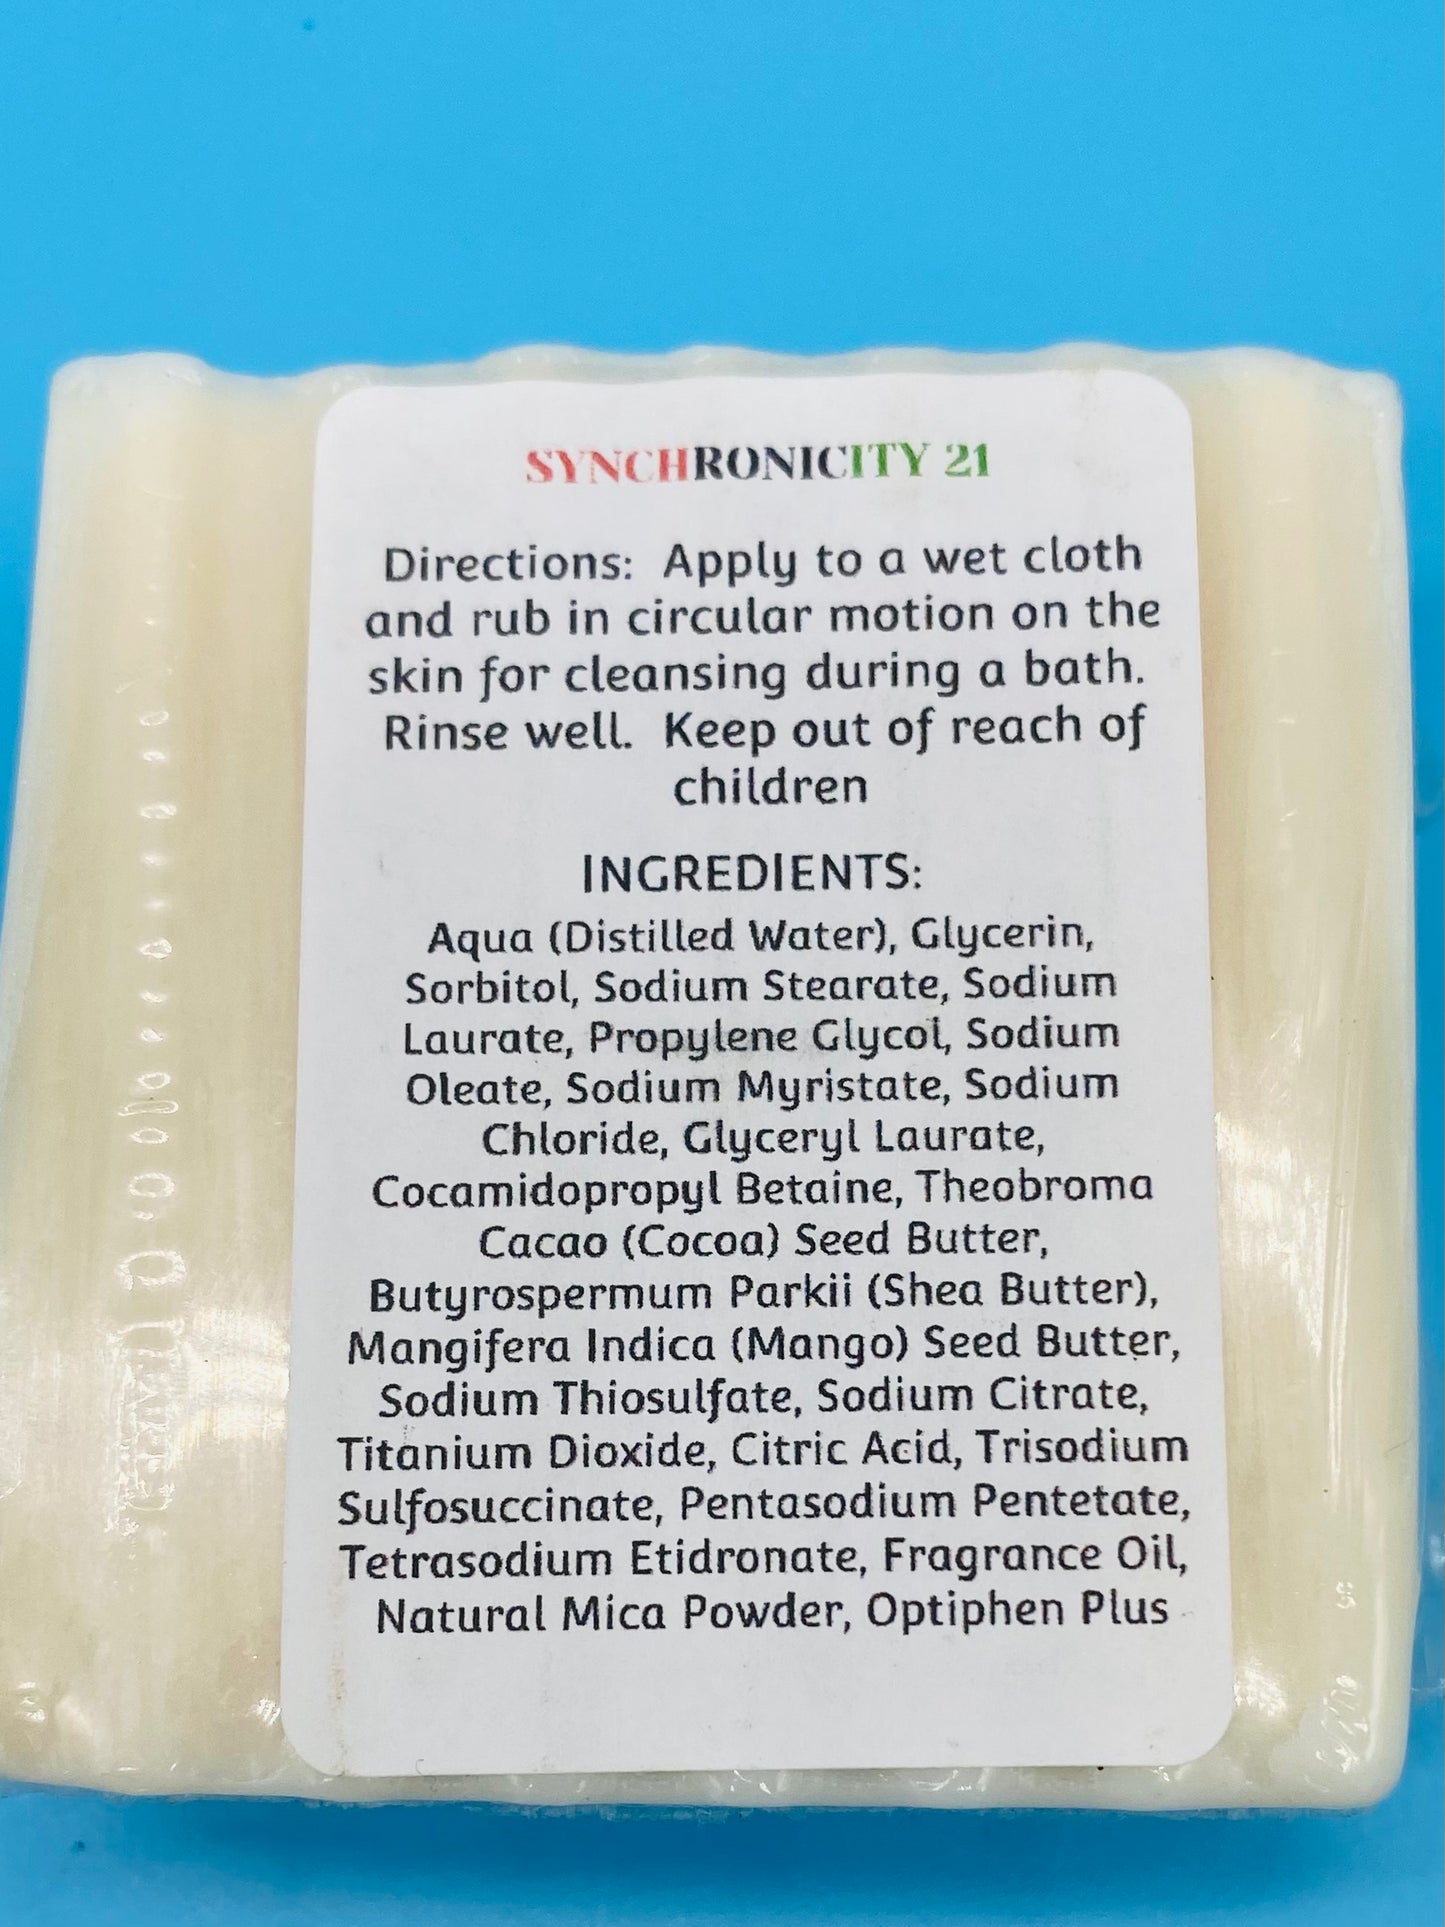 SYNCHRONICITY 21
Directions: Apply to a wet cloth
and rub in circular motion on the
skin for cleansing during a bath.
Rinse well. Keep out of reach of
children
INGREDIENTS:
Aqua (Distilled Water), Glycerin,
Sorbitol, Sodium Stearate, Sodium
Laurate, Propylene Glycol, Sodium
Oleate, Sodium Myristate, Sodium
Chloride, Glyceryl Laurate,
Cocamidopropyl Betaine, Theobroma
Cacao (Cocoa) Seed Butter,
Butyrospermum Parkii (Shea Butter),
Mangifera Indica (Mango) Seed Butter,
Sodium Thiosulfate, Sodium Citrate,
Titanium Dioxide, Citric Acid, Trisodium
Sulfosuccinate, Pentasodium Pentetate,
Tetrasodium Etidronate, Fragrance Oil,
Natural Mica Powder, Optiphen Plus